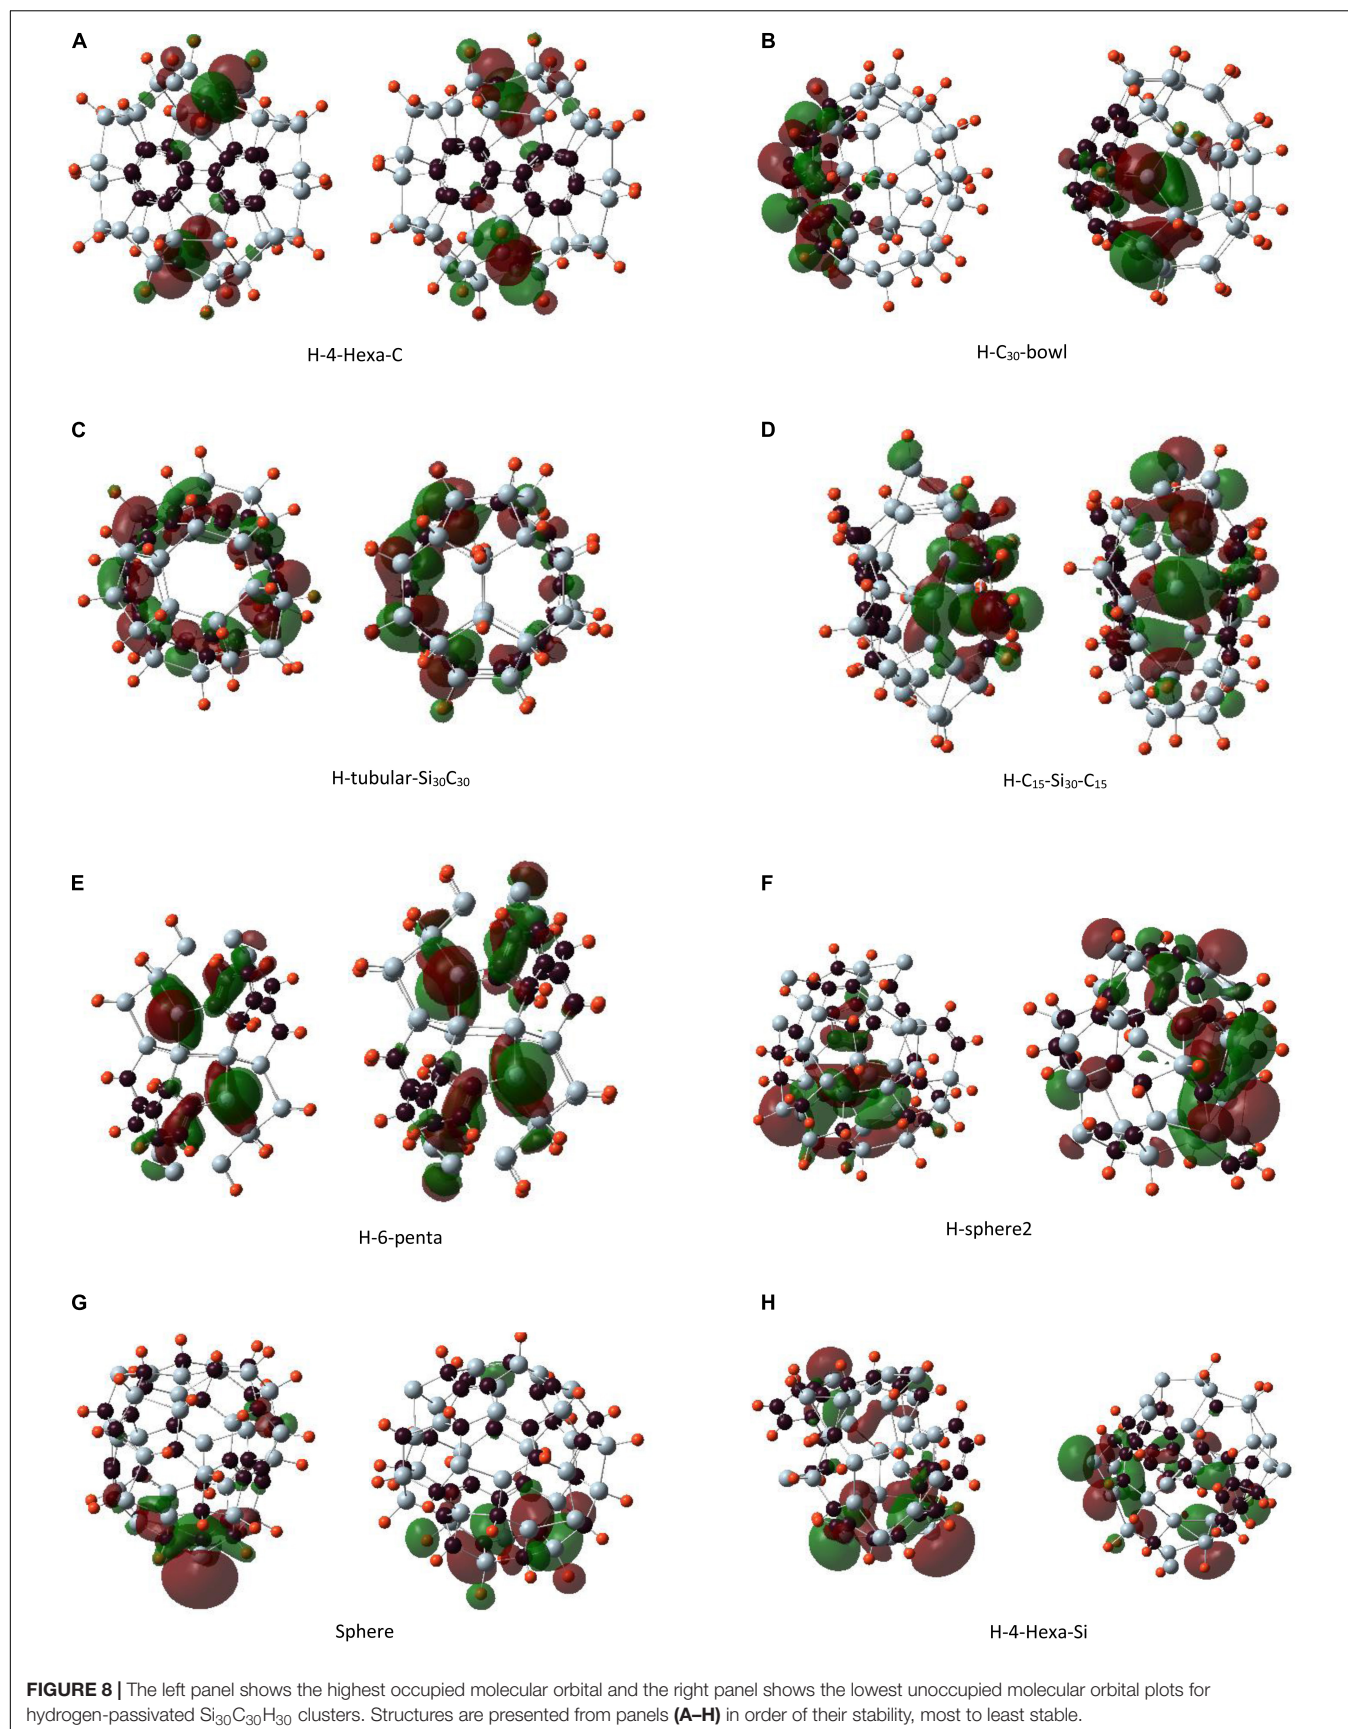 A
B
H-4-Hexa-C
H-C₃₀-bowl
C
D
H-tubular-Si₃₀C₃₀
H-C₁₅-Si₃₀-C₁₅
E
F
H-6-penta
H-sphere2
G
H
Sphere
H-4-Hexa-Si
FIGURE 8 | The left panel shows the highest occupied molecular orbital and the right panel shows the lowest unoccupied molecular orbital plots for
hydrogen-passivated Si₃₀C₃₀H₃₀ clusters. Structures are presented from panels (A–H) in order of their stability, most to least stable.